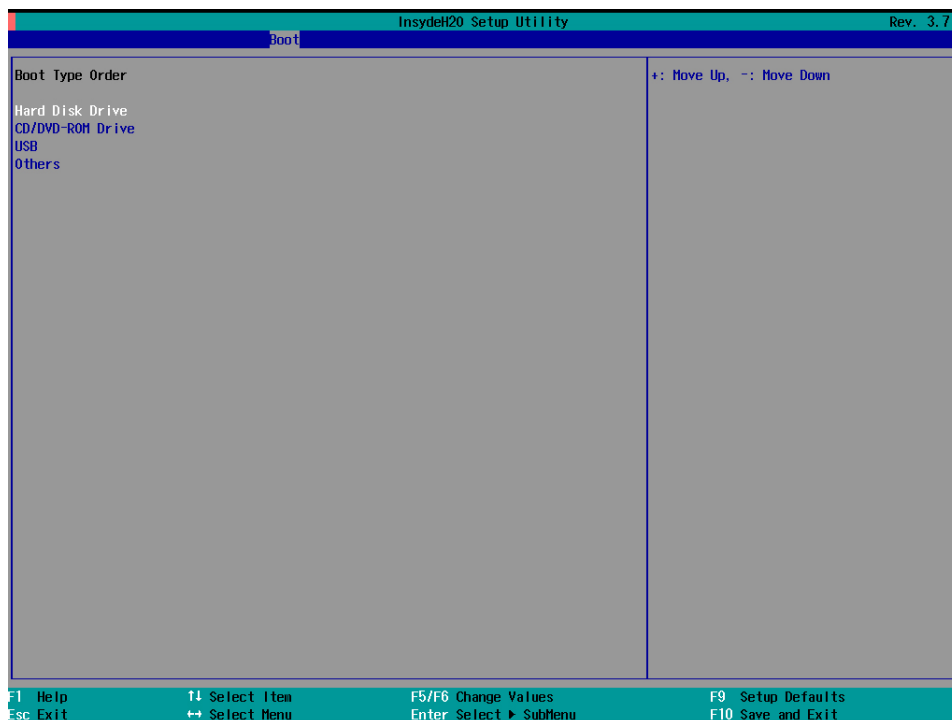 InsydeH20 Setup Utility Rev. 3.7
Boot
Boot Type Order
+: Move Up, -: Move Down
Hard Disk Drive
CD/DVD-ROM Drive
USB
Others
F1 Help ↑↓ Select Item F5/F6 Change Values F9 Setup Defaults
Esc Exit ↔ Select Menu Enter Select ▶ SubMenu F10 Save and Exit